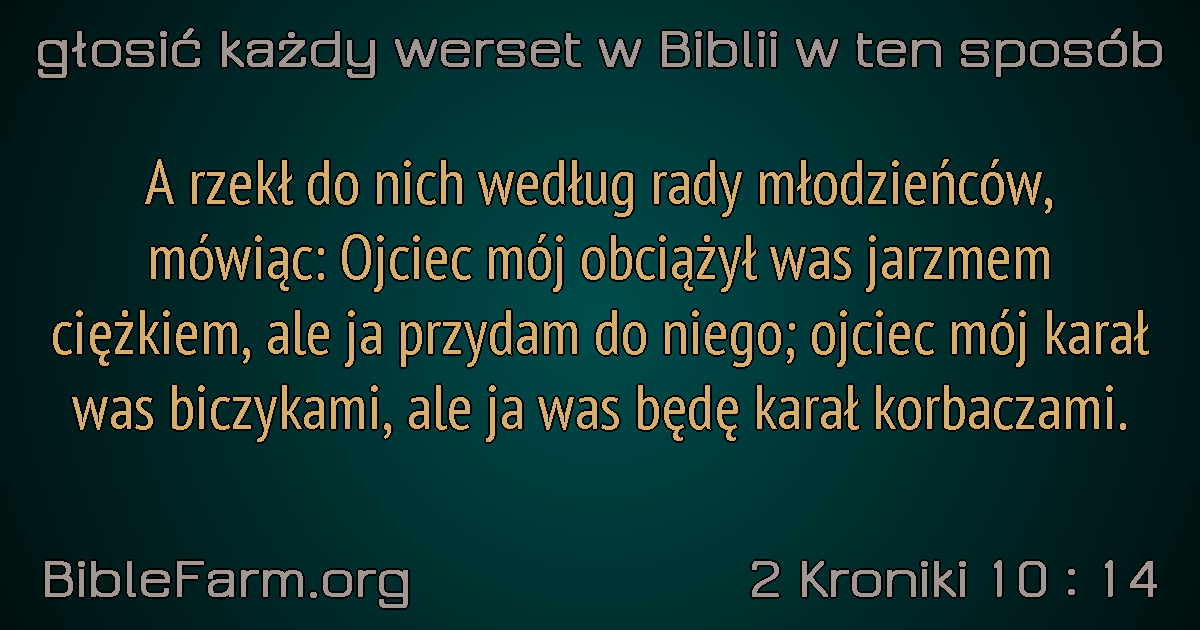 głosić każdy werset w Biblii w ten sposób
A rzekł do nich według rady młodzieńców,
mówiąc: Ojciec mój obciążył was jarzmem
ciężkiem, ale ja przydam do niego; ojciec mój karał
was biczykami, ale ja was będę karał korbaczami.
BibleFarm.org
2 Kroniki 10 : 14